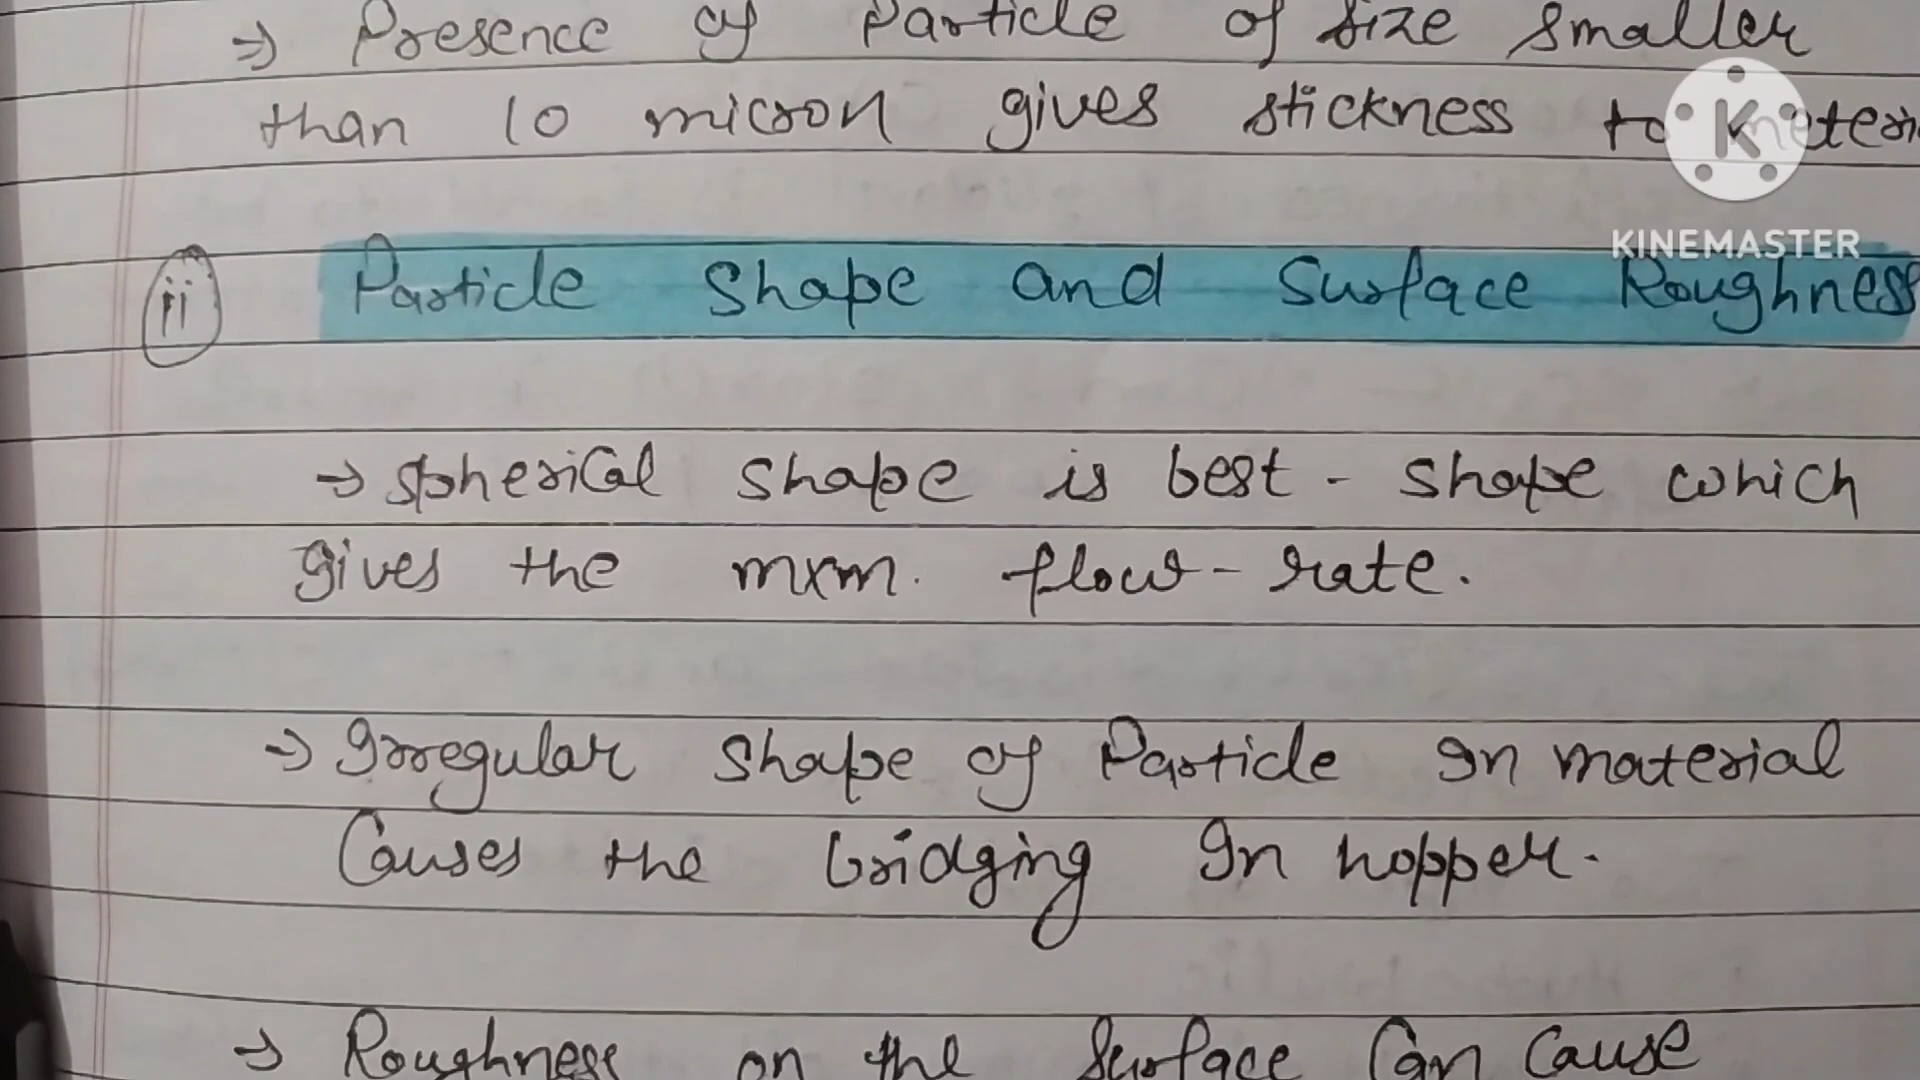 → Presence of Particle of size smaller
than 10 micron gives stickness to
KINEMASTER
ii Particle Shape and Surface Roughness
→ spherical shape is best - shape which
gives the mxm. flow - rate.
→ Irregular shape of Particle In material
Causes the bridging In hopper.
→ Roughness on the surface Can Cause